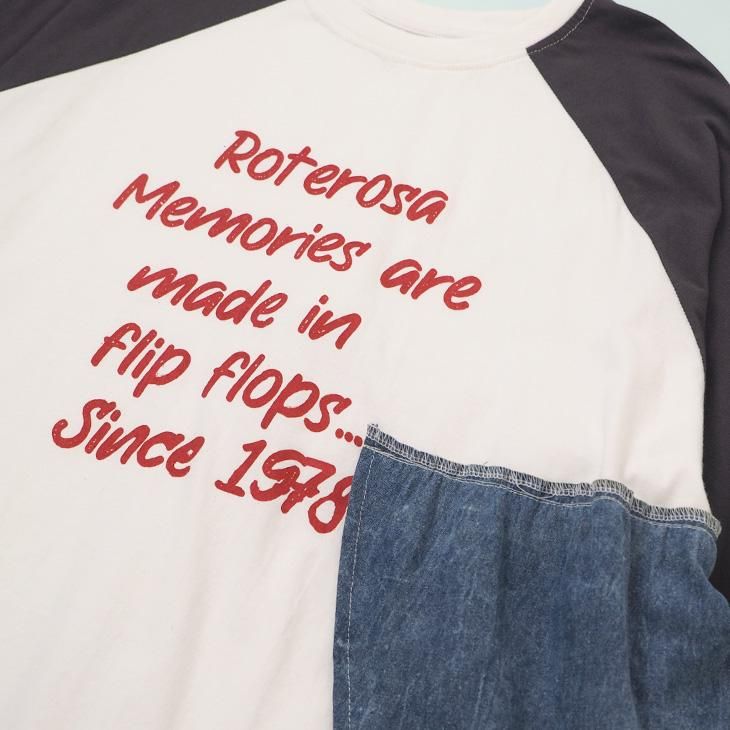 Roterosa
Memories are
made in
flip flops...
Since 1978